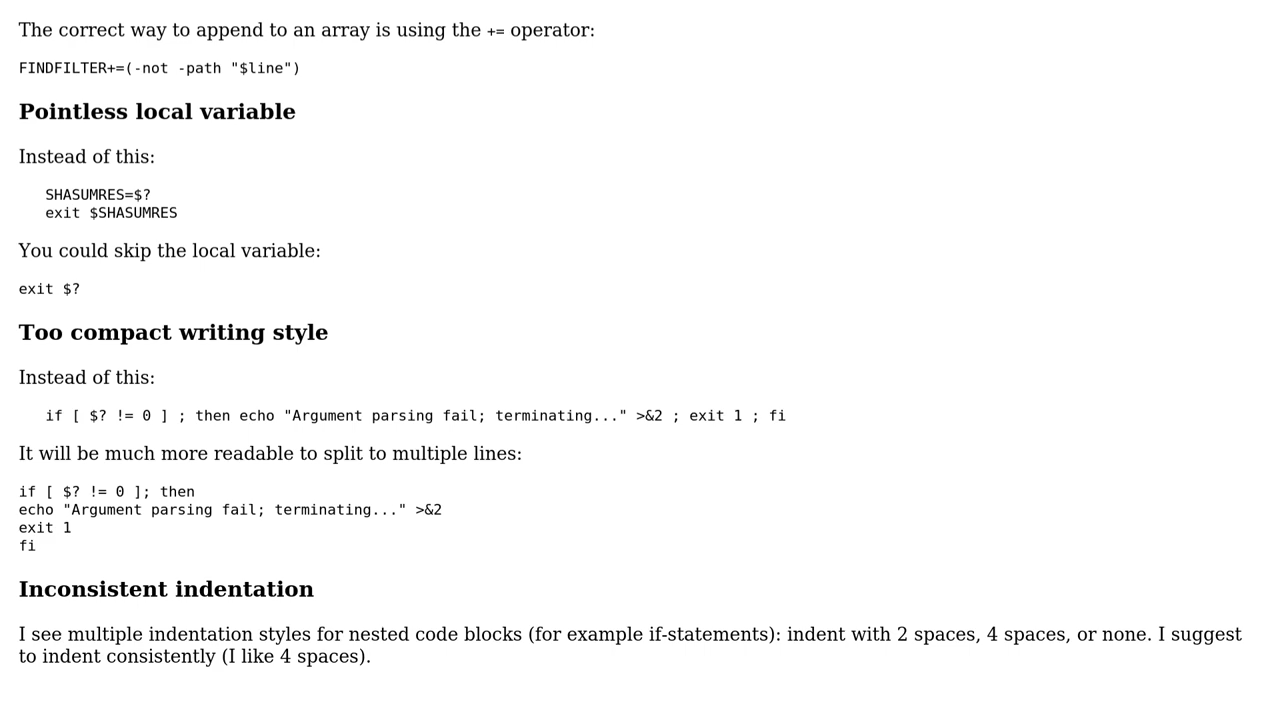 The correct way to append to an array is using the += operator:
FINDFILTER+=(-not -path "$line")
Pointless local variable
Instead of this:
   SHASUMRES=$?
   exit $SHASUMRES
You could skip the local variable:
exit $?
Too compact writing style
Instead of this:
   if [ $? != 0 ] ; then echo "Argument parsing fail; terminating..." >&2 ; exit 1 ; fi
It will be much more readable to split to multiple lines:
if [ $? != 0 ]; then
echo "Argument parsing fail; terminating..." >&2
exit 1
fi
Inconsistent indentation
I see multiple indentation styles for nested code blocks (for example if-statements): indent with 2 spaces, 4 spaces, or none. I suggest
to indent consistently (I like 4 spaces).